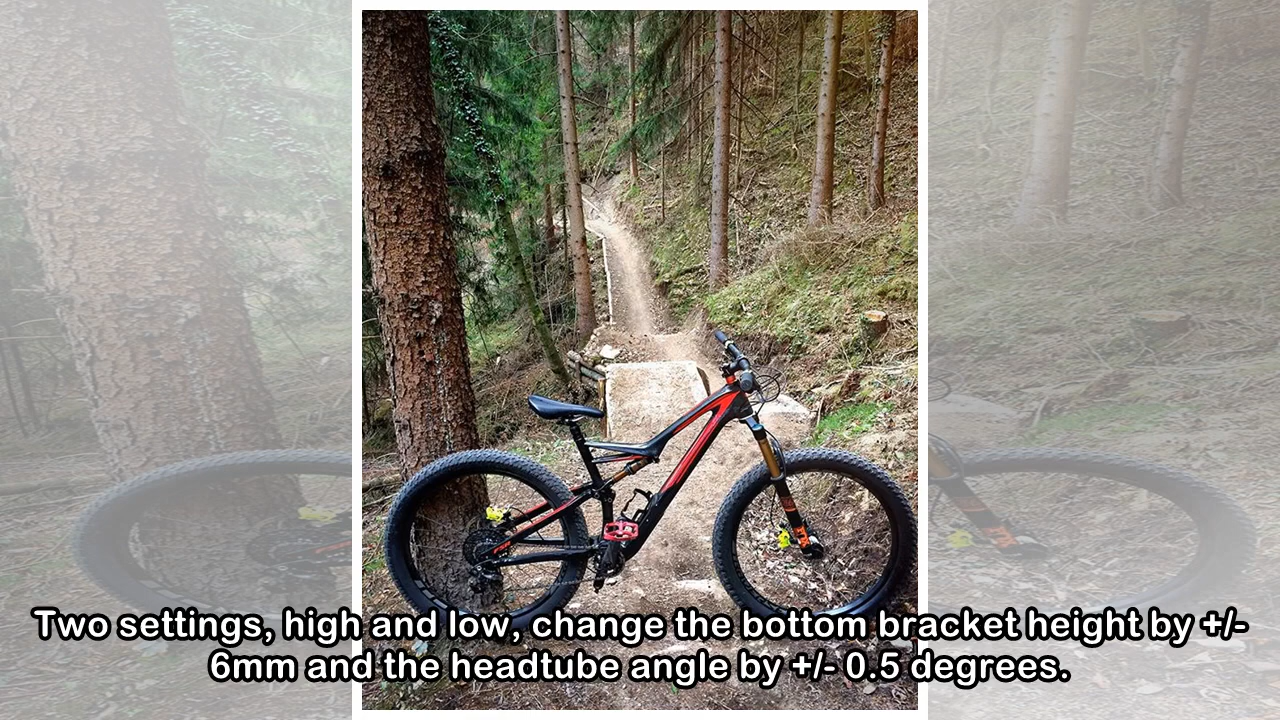 Two settings, high and low, change the bottom bracket height by +/-
6mm and the headtube angle by +/- 0.5 degrees.